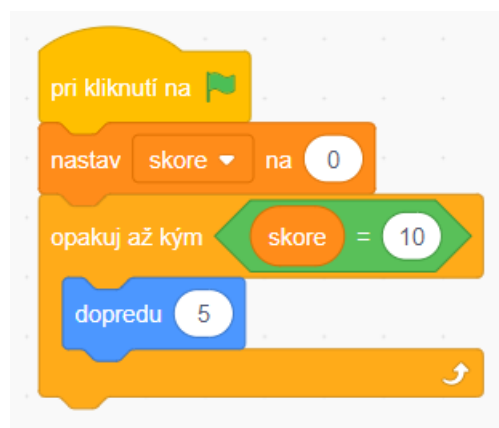 pri kliknutí na
nastav skore na 0
opakuj až kým skore = 10
dopredu 5